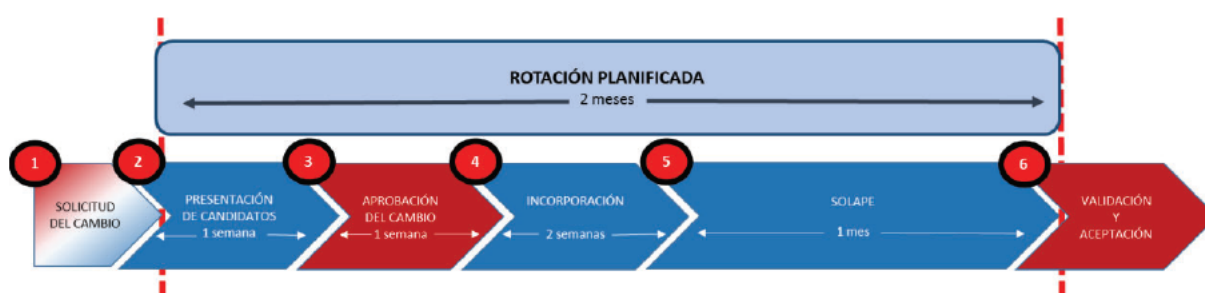 ROTACIÓN PLANIFICADA
2 meses
1
2
3
4
5
6
SOLICITUD
DEL CAMBIO
PRESENTACIÓN
DE CANDIDATOS
1 semana
APROBACIÓN
DEL CAMBIO
1 semana
INCORPORACIÓN
2 semanas
SOLAPE
1 mes
VALIDACIÓN
Y
ACEPTACIÓN